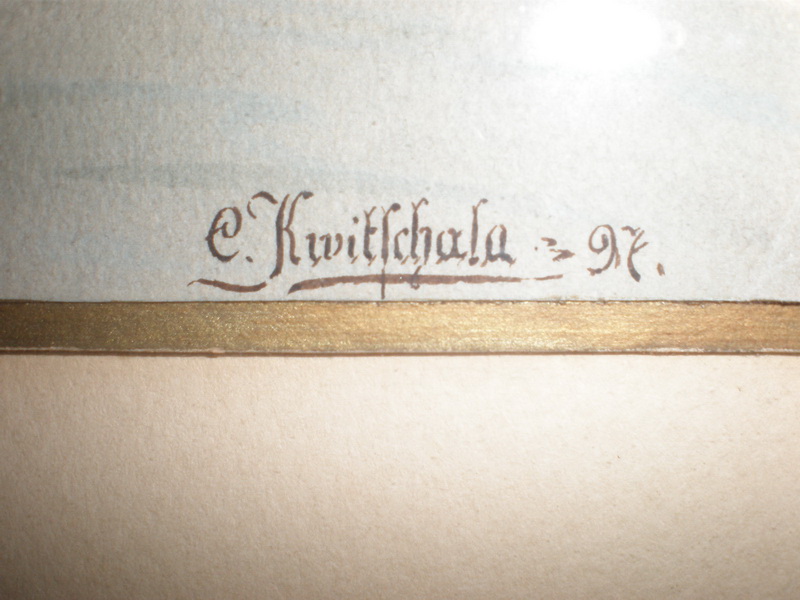 C. Kwitschala = 97.